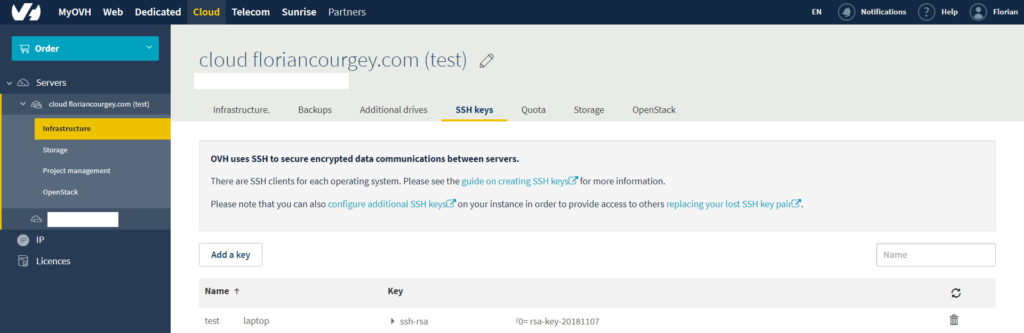 MyOVH Web Dedicated Cloud Telecom Sunrise Partners EN Notifications ? Help Florian
Order
Servers
cloud floriancourgey.com (test)
Infrastructure
Storage
Project management
OpenStack
IP IP
Licences
cloud floriancourgey.com (test)
Infrastructure. Backups Additional drives SSH keys Quota Storage OpenStack
OVH uses SSH to secure encrypted data communications between servers.
There are SSH clients for each operating system. Please see the guide on creating SSH keys for more information.
Please note that you can also configure additional SSH keys on your instance in order to provide access to others replacing your lost SSH key pair.
Add a key Name
Name Key
test laptop ssh-rsa /0= rsa-key-20181107